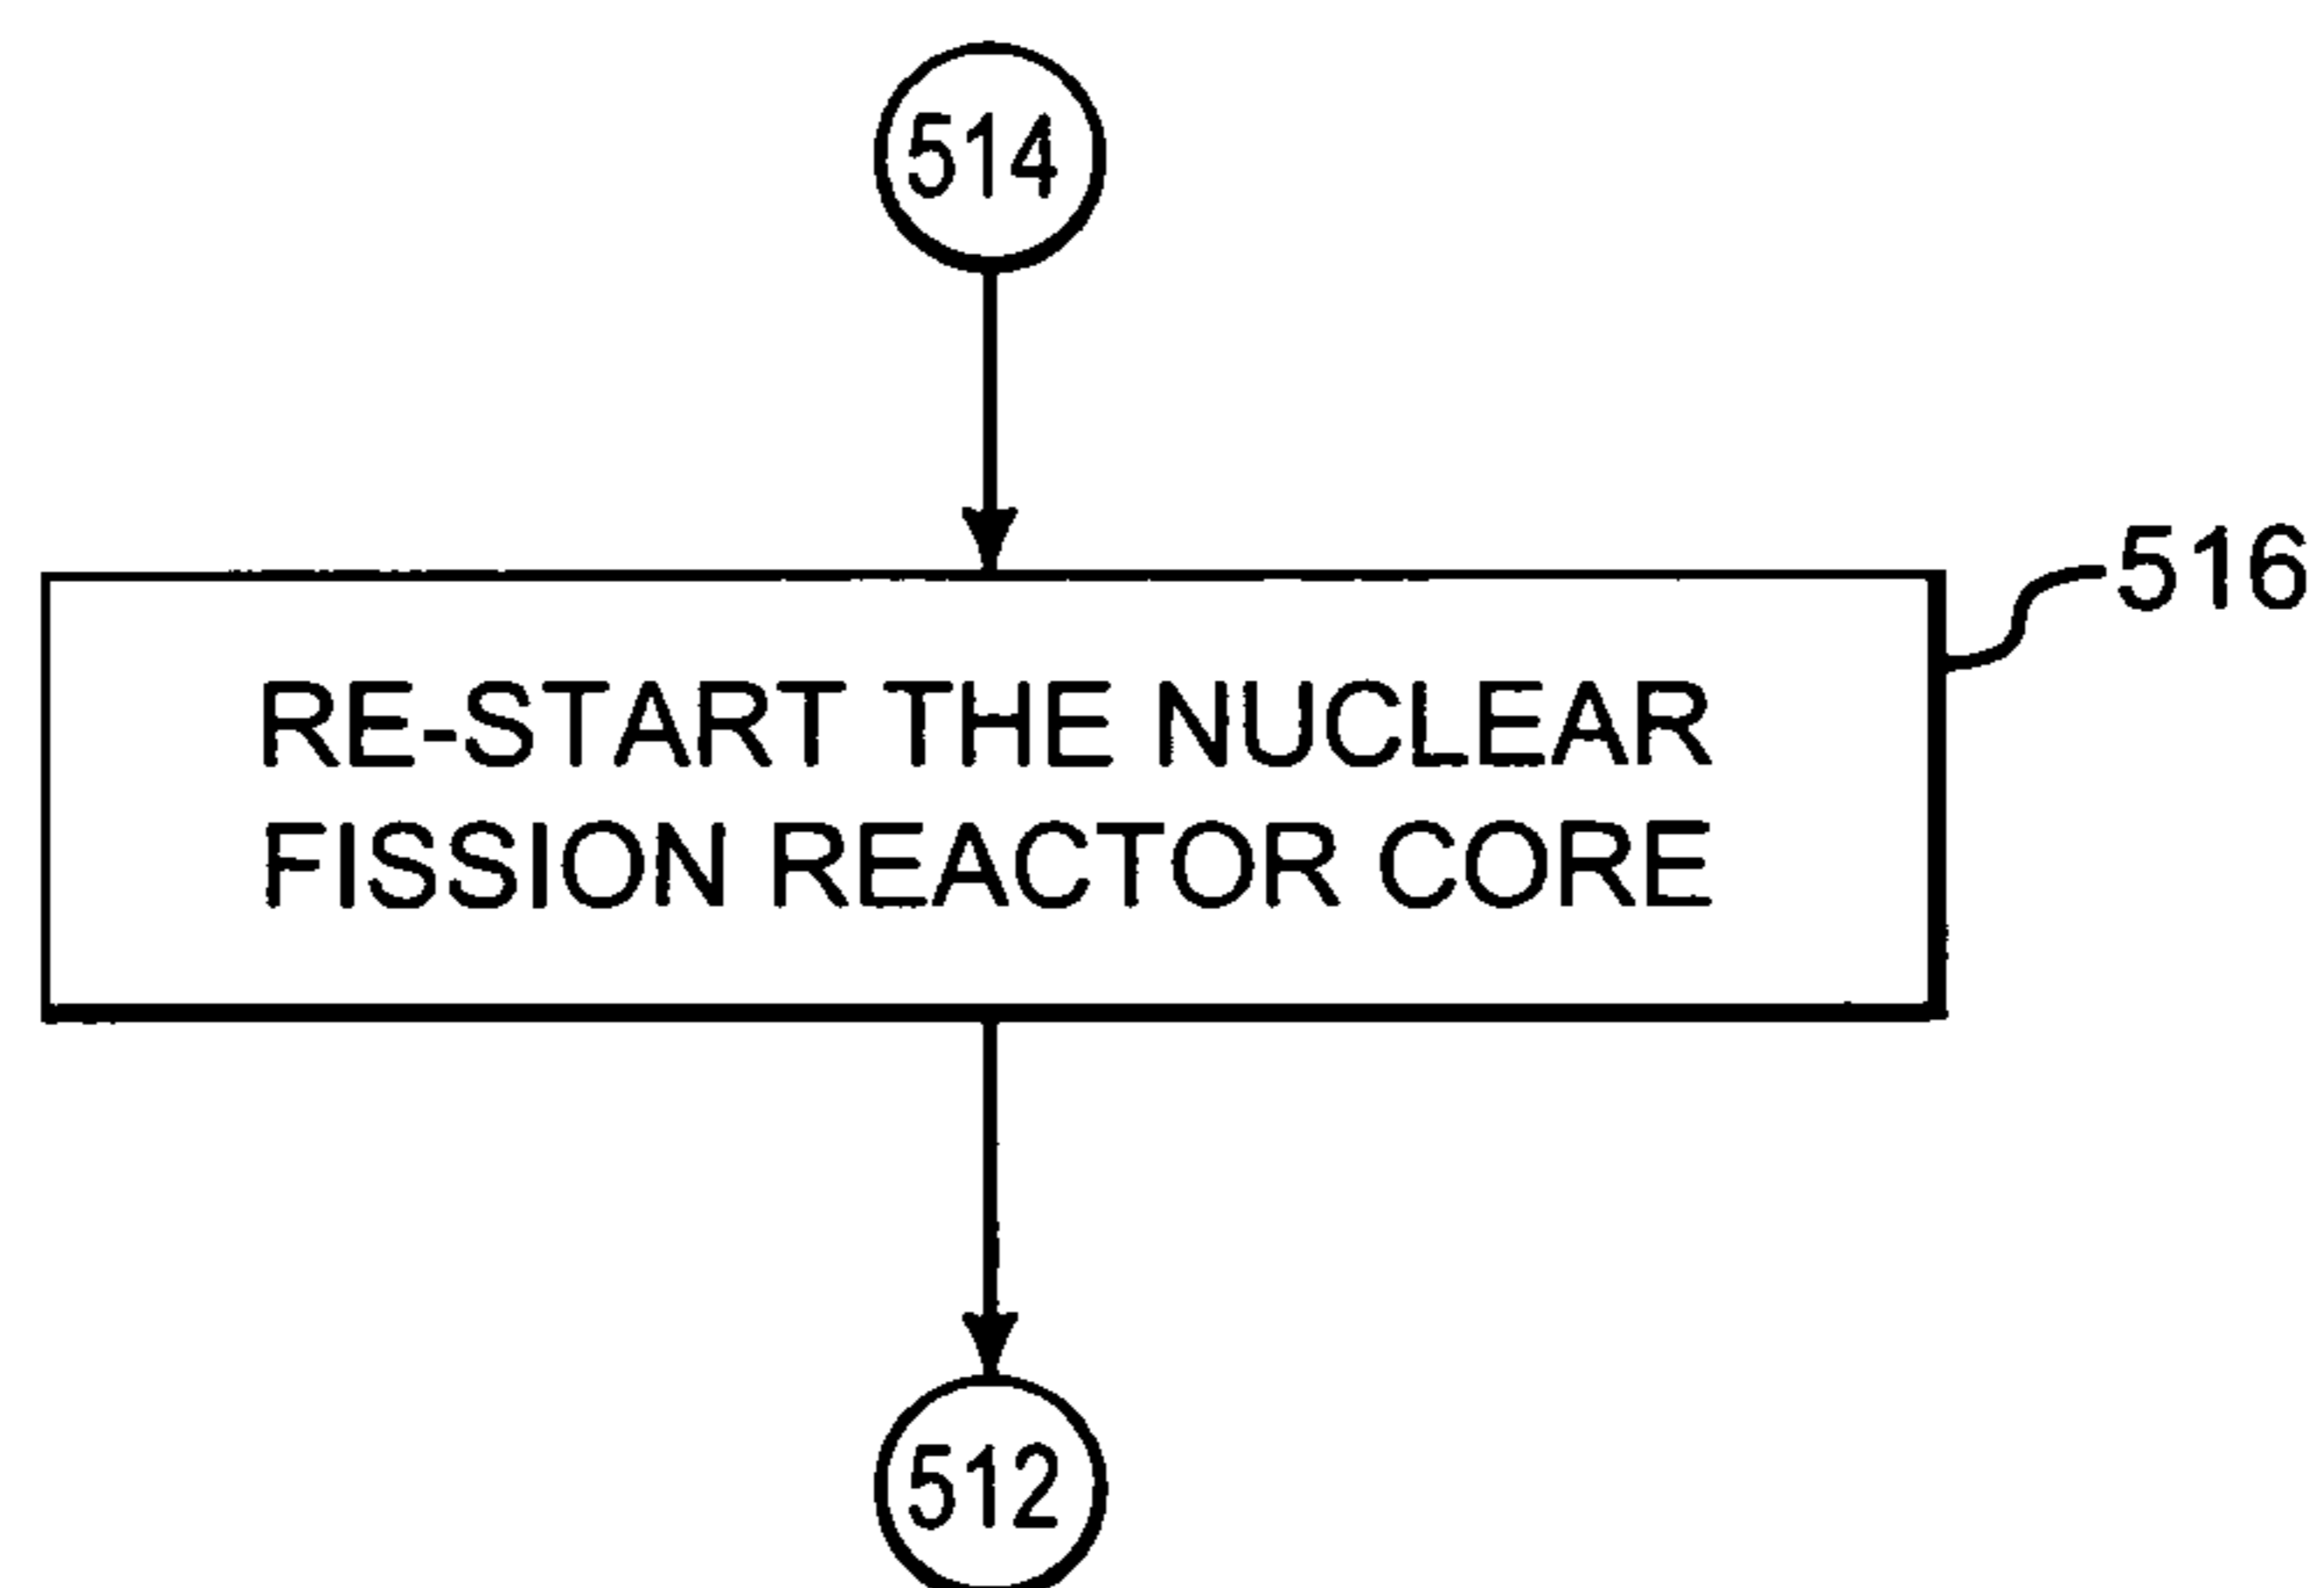 514
516
RE-START THE NUCLEAR
FISSION REACTOR CORE
512